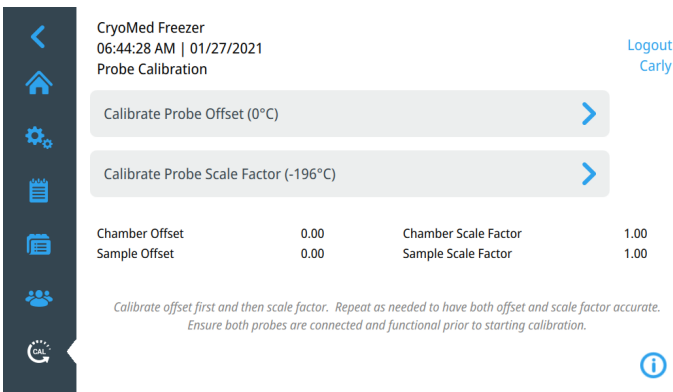 CryoMed Freezer
06:44:28 AM | 01/27/2021
Probe Calibration
Logout
Carly
Calibrate Probe Offset (0°C)
Calibrate Probe Scale Factor (-196°C)
Chamber Offset 0.00 Chamber Scale Factor 1.00
Sample Offset 0.00 Sample Scale Factor 1.00
Calibrate offset first and then scale factor. Repeat as needed to have both offset and scale factor accurate.
Ensure both probes are connected and functional prior to starting calibration.
CAL